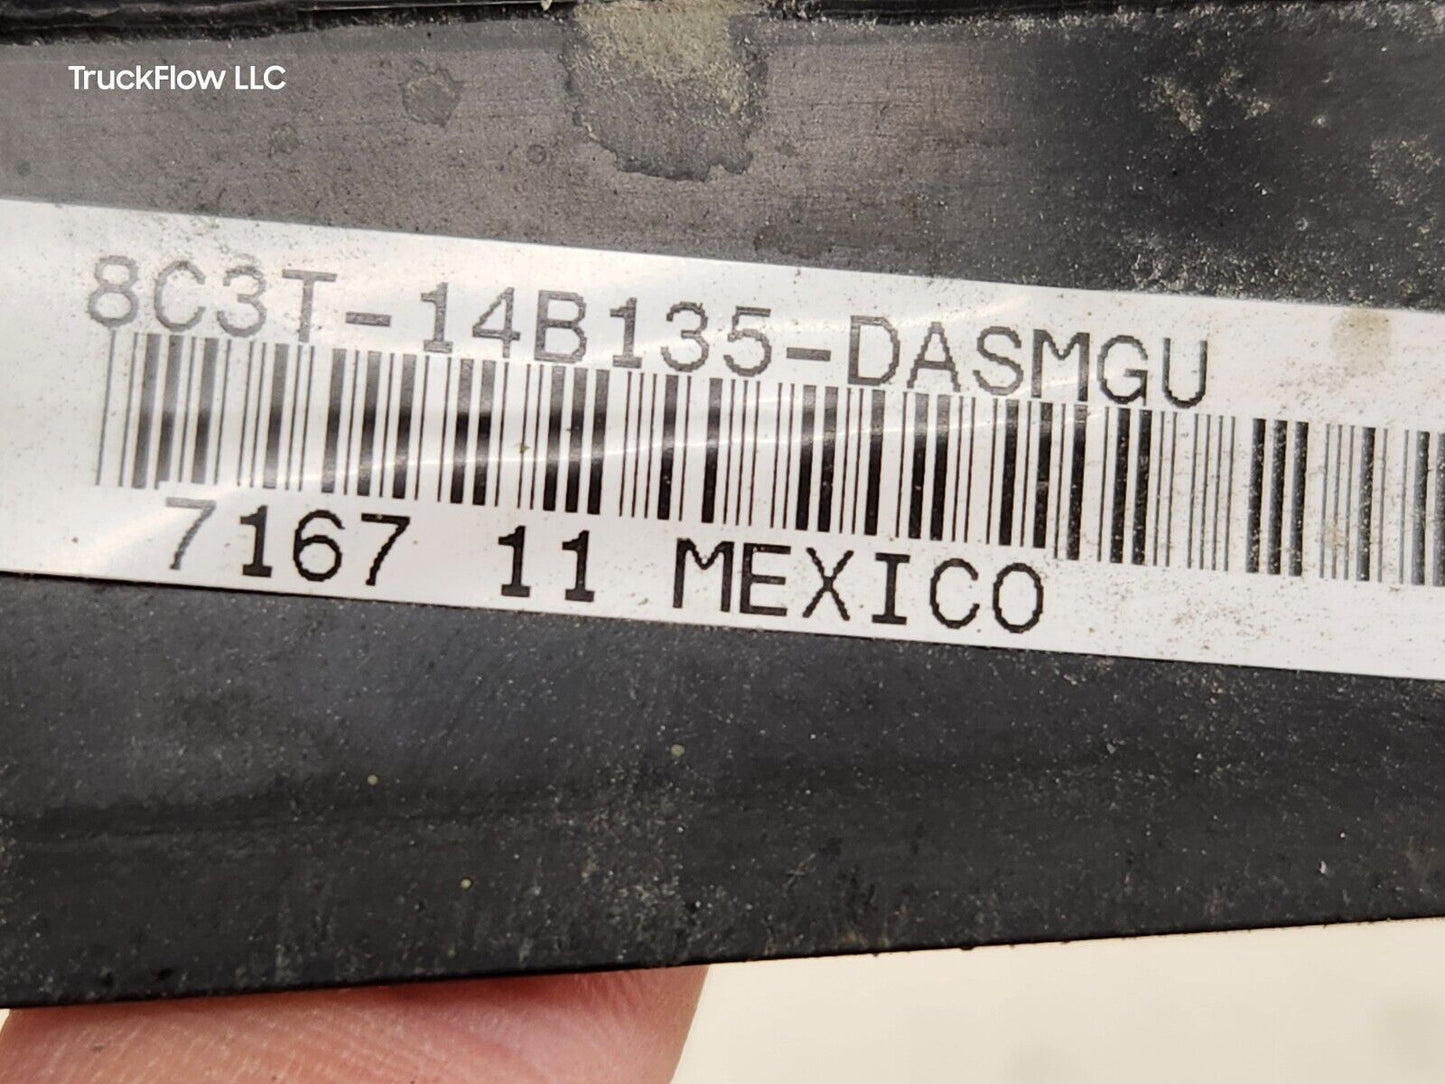 TruckFlow LLC
8C3T-14B135-DASMGU
7167 11 MEXICO